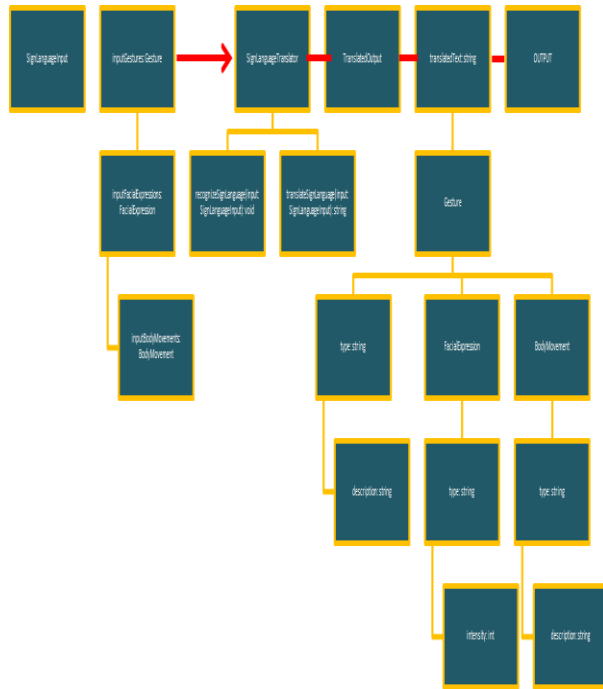 SignLanguageInput
inputGestures: Gesture
SignLanguageTranslator
TranslatedOutput
translatedText: string
OUTPUT
inputFacialExpressions:
FacialExpression
recognizeSignLanguage(input
SignLanguageInput): void
translateSignLanguage(input
SignLanguageInput): string
Gesture
inputBodyMovements:
BodyMovement
type: string
FacialExpression
BodyMovement
description: string
type: string
type: string
intensity: int
description: string